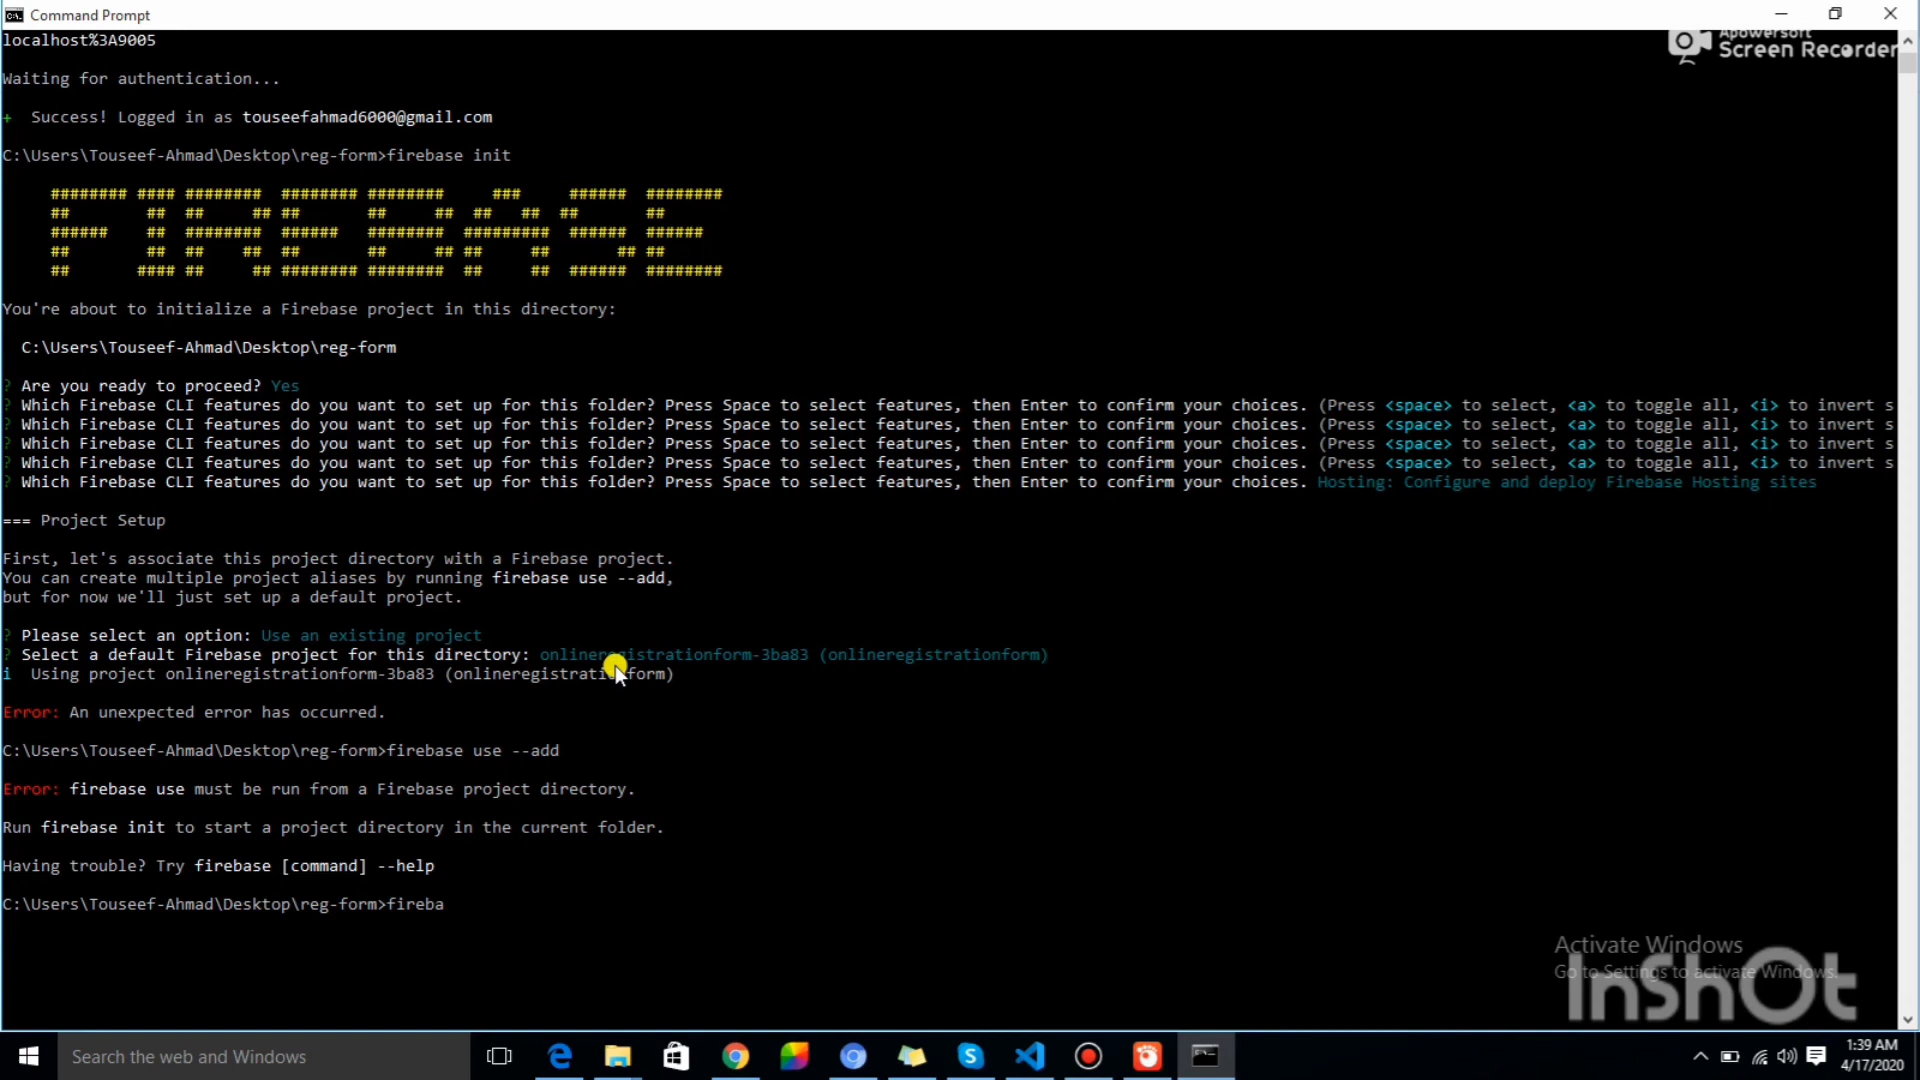 Command Prompt
localhost%3A9005
Apowersoft
Screen Recorder
Waiting for authentication...
+  Success! Logged in as touseefahmad6000@gmail.com
C:\Users\Touseef-Ahmad\Desktop\reg-form>firebase init
######## #### ########  ######## ########     ###     ######  ########
##        ##  ##     ## ##       ##     ##  ##   ##  ##       ##
######    ##  ########  ######   ########  #########  ######  ######
##        ##  ##    ##  ##       ##     ## ##     ##       ## ##
##       #### ##     ## ######## ########  ##     ##  ######  ########
You're about to initialize a Firebase project in this directory:
C:\Users\Touseef-Ahmad\Desktop\reg-form
? Are you ready to proceed? Yes
? Which Firebase CLI features do you want to set up for this folder? Press Space to select features, then Enter to confirm your choices. (Press <space> to select, <a> to toggle all, <i> to invert s
? Which Firebase CLI features do you want to set up for this folder? Press Space to select features, then Enter to confirm your choices. (Press <space> to select, <a> to toggle all, <i> to invert s
? Which Firebase CLI features do you want to set up for this folder? Press Space to select features, then Enter to confirm your choices. (Press <space> to select, <a> to toggle all, <i> to invert s
? Which Firebase CLI features do you want to set up for this folder? Press Space to select features, then Enter to confirm your choices. (Press <space> to select, <a> to toggle all, <i> to invert s
? Which Firebase CLI features do you want to set up for this folder? Press Space to select features, then Enter to confirm your choices. Hosting: Configure and deploy Firebase Hosting sites
=== Project Setup
First, let's associate this project directory with a Firebase project.
You can create multiple project aliases by running firebase use --add,
but for now we'll just set up a default project.
? Please select an option: Use an existing project
? Select a default Firebase project for this directory: onlineregistrationform-3ba83 (onlineregistrationform)
i  Using project onlineregistrationform-3ba83 (onlineregistrationform)
Error: An unexpected error has occurred.
C:\Users\Touseef-Ahmad\Desktop\reg-form>firebase use --add
Error: firebase use must be run from a Firebase project directory.
Run firebase init to start a project directory in the current folder.
Having trouble? Try firebase [command] --help
C:\Users\Touseef-Ahmad\Desktop\reg-form>fireba
Activate Windows
Go to Settings to activate Windows.
InShOt
Search the web and Windows
1:39 AM
4/17/2020